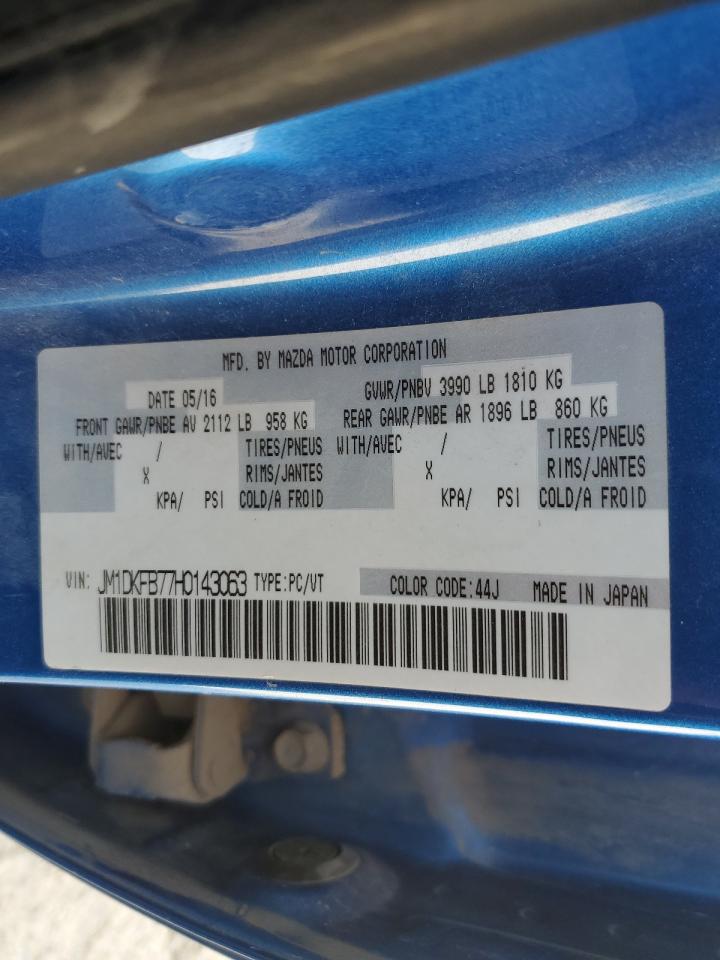 MFD. BY MAZDA MOTOR CORPORATION
DATE 05/16 GVWR/PNBV 3990 LB 1810 KG
FRONT GAWR/PNBE AV 2112 LB 958 KG REAR GAWR/PNBE AR 1896 LB 860 KG
WITH/AVEC / TIRES/PNEUS WITH/AVEC / TIRES/PNEUS
X RIMS/JANTES X RIMS/JANTES
KPA/ PSI COLD/A FROID KPA/ PSI COLD/A FROID
VIN: JM1DKFB77H0143063 TYPE:PC/VT COLOR CODE:44J MADE IN JAPAN